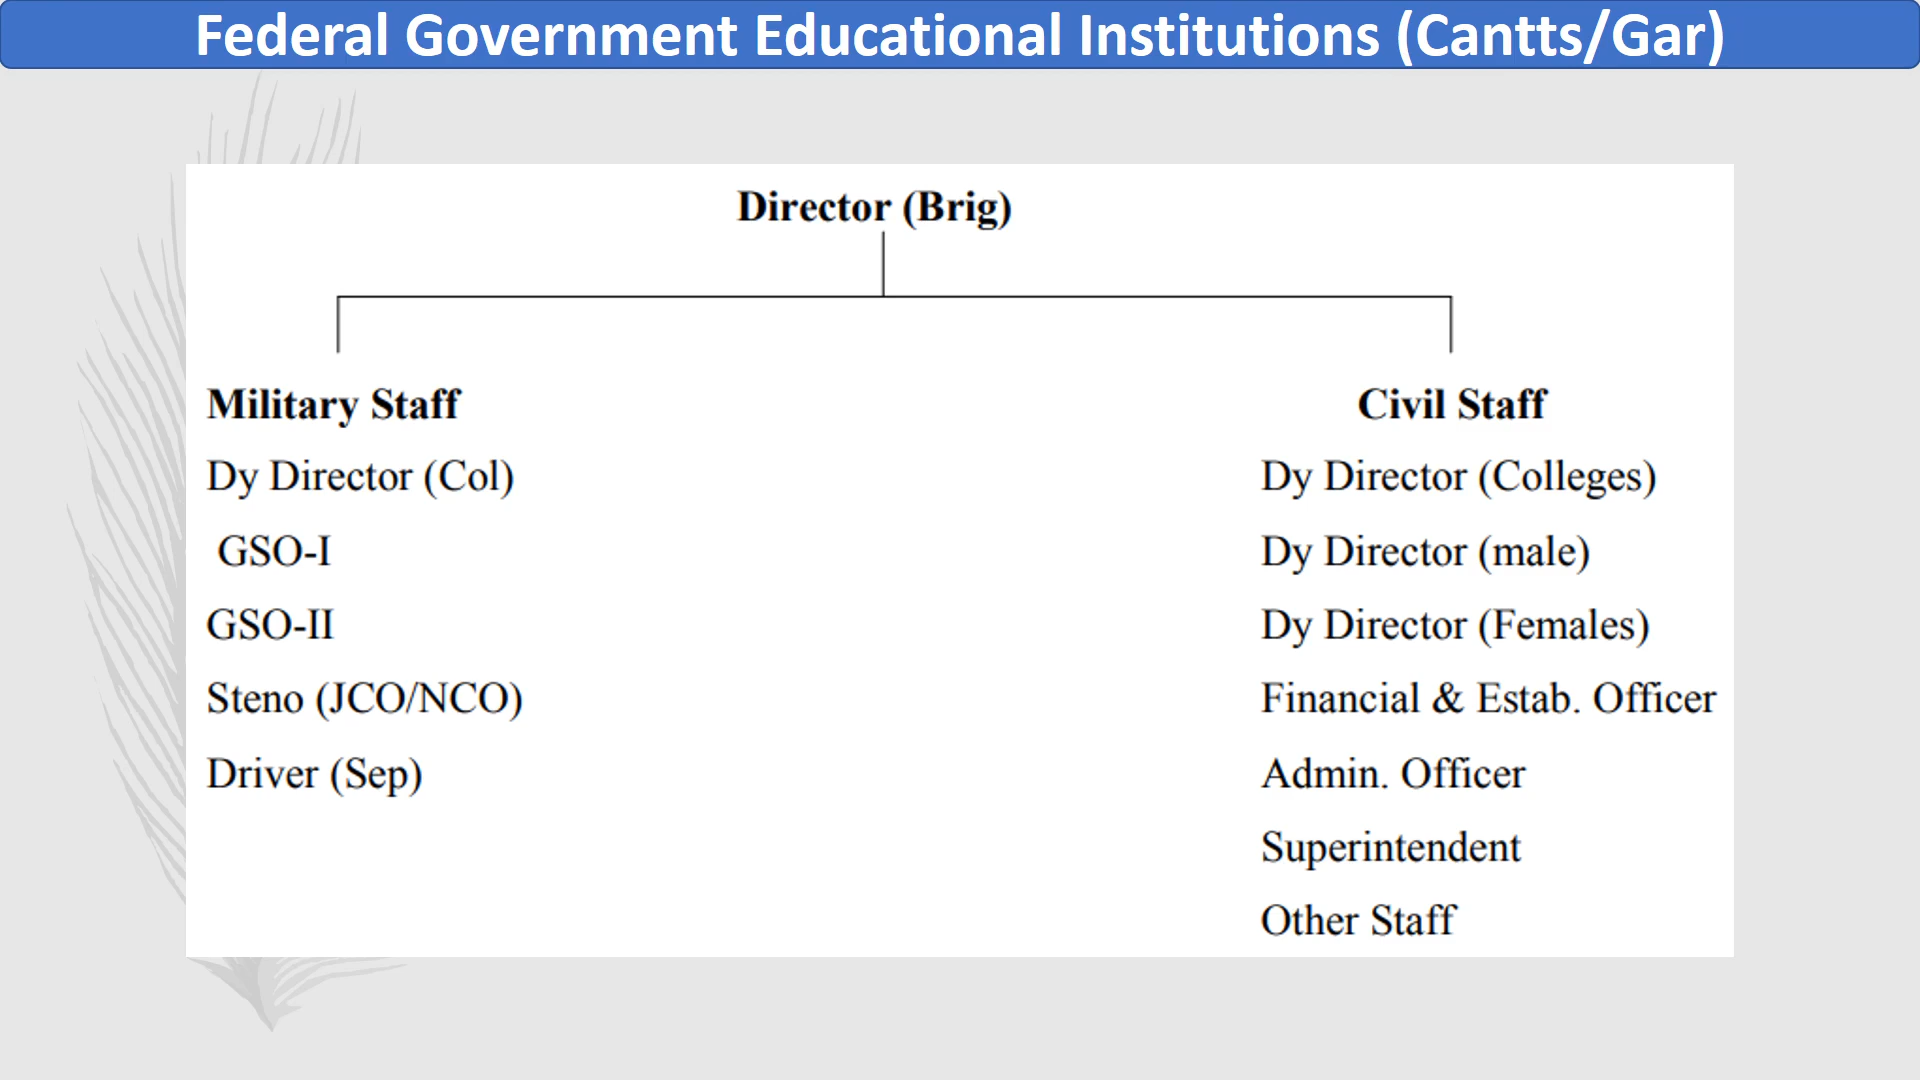 Federal Government Educational Institutions (Cantts/Gar)
Director (Brig)
Military Staff
Dy Director (Col)
GSO-I
GSO-II
Steno (JCO/NCO)
Driver (Sep)
Civil Staff
Dy Director (Colleges)
Dy Director (male)
Dy Director (Females)
Financial & Estab. Officer
Admin. Officer
Superintendent
Other Staff